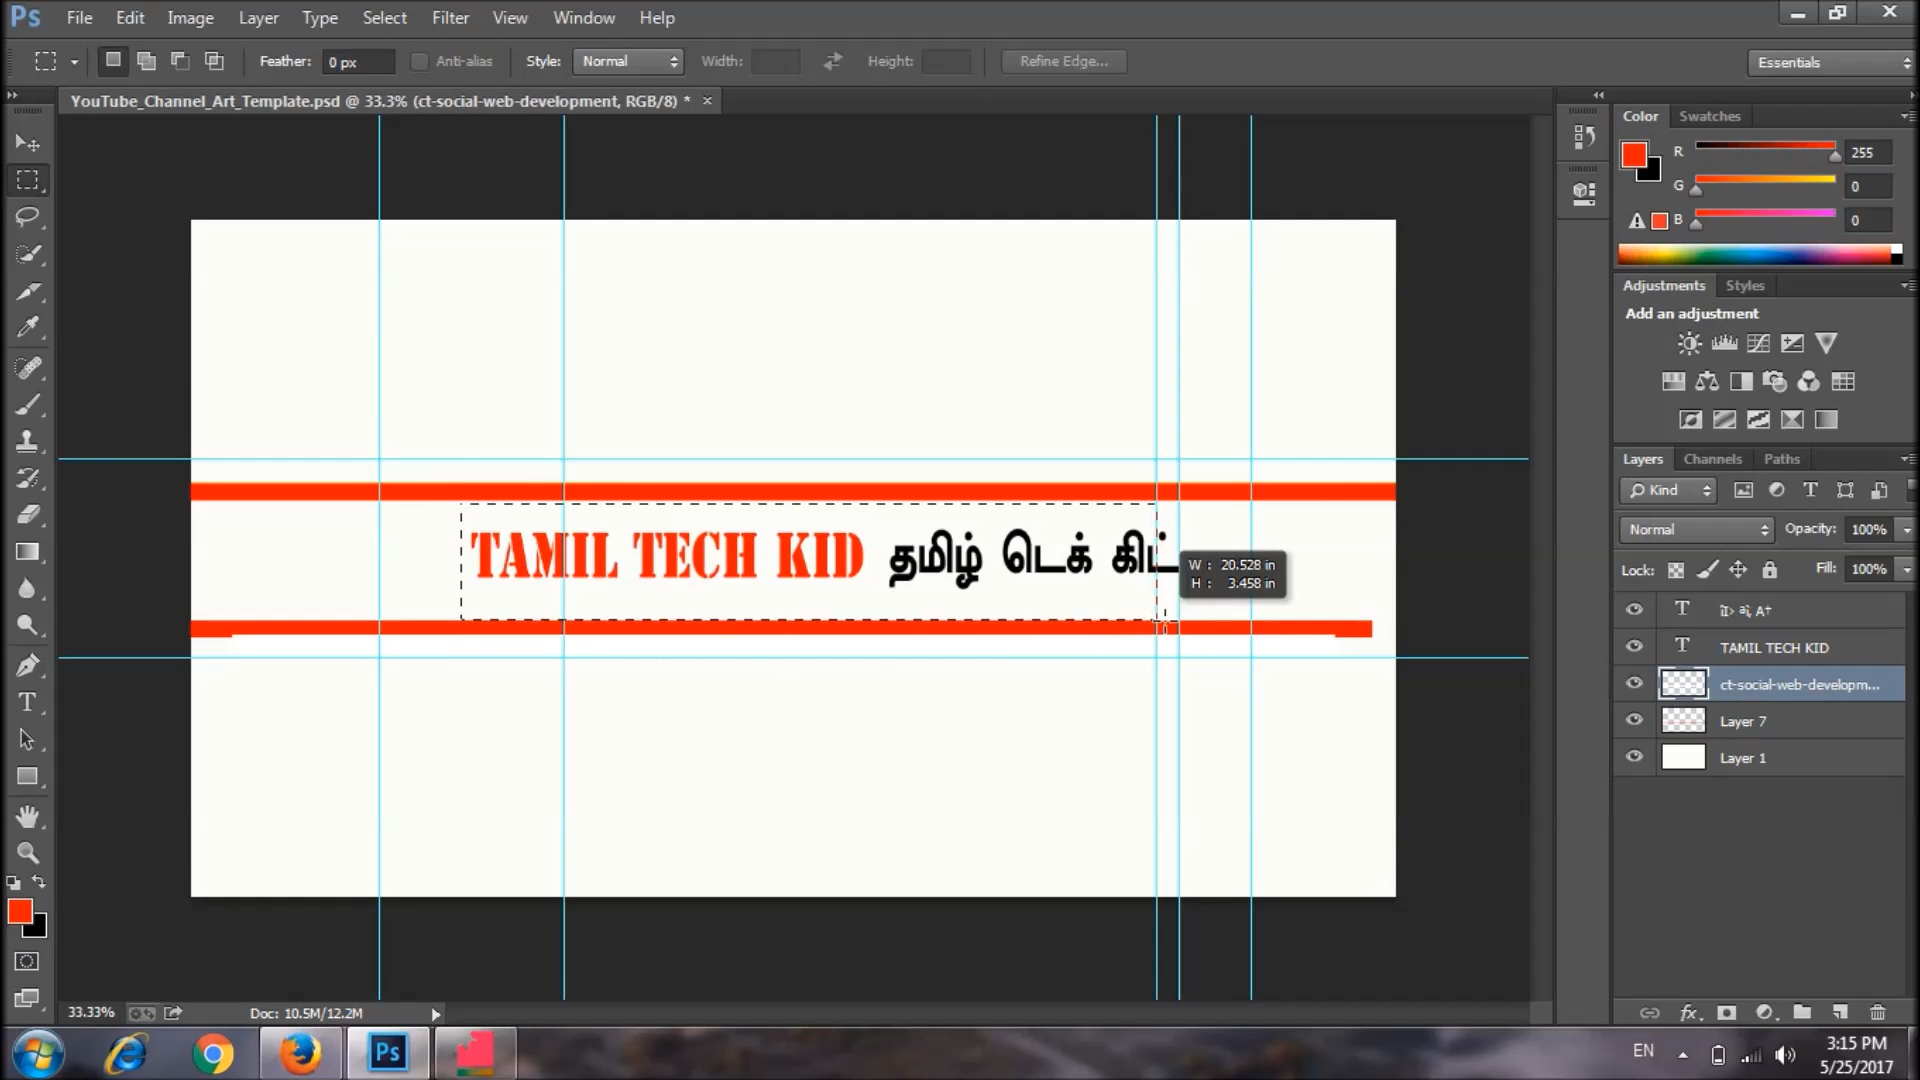 Ps File Edit Image Layer Type Select Filter View Window Help
Feather: 0 px Anti-alias Style: Normal Width: Height: Refine Edge... Essentials
YouTube_Channel_Art_Template.psd @ 33.3% (ct-social-web-development, RGB/8) * ×
Color Swatches
R 255
G 0
B 0
Adjustments Styles
Add an adjustment
Layers Channels Paths
Kind
Normal Opacity: 100%
Lock: Fill: 100%
TAMIL TECH KID
ct-social-web-developm...
Layer 7
Layer 1
TAMIL TECH KID தமிழ் டெக் கிட்
W : 20.528 in
H : 3.458 in
33.33% Doc: 10.5M/12.2M
Ps EN 3:15 PM
5/25/2017